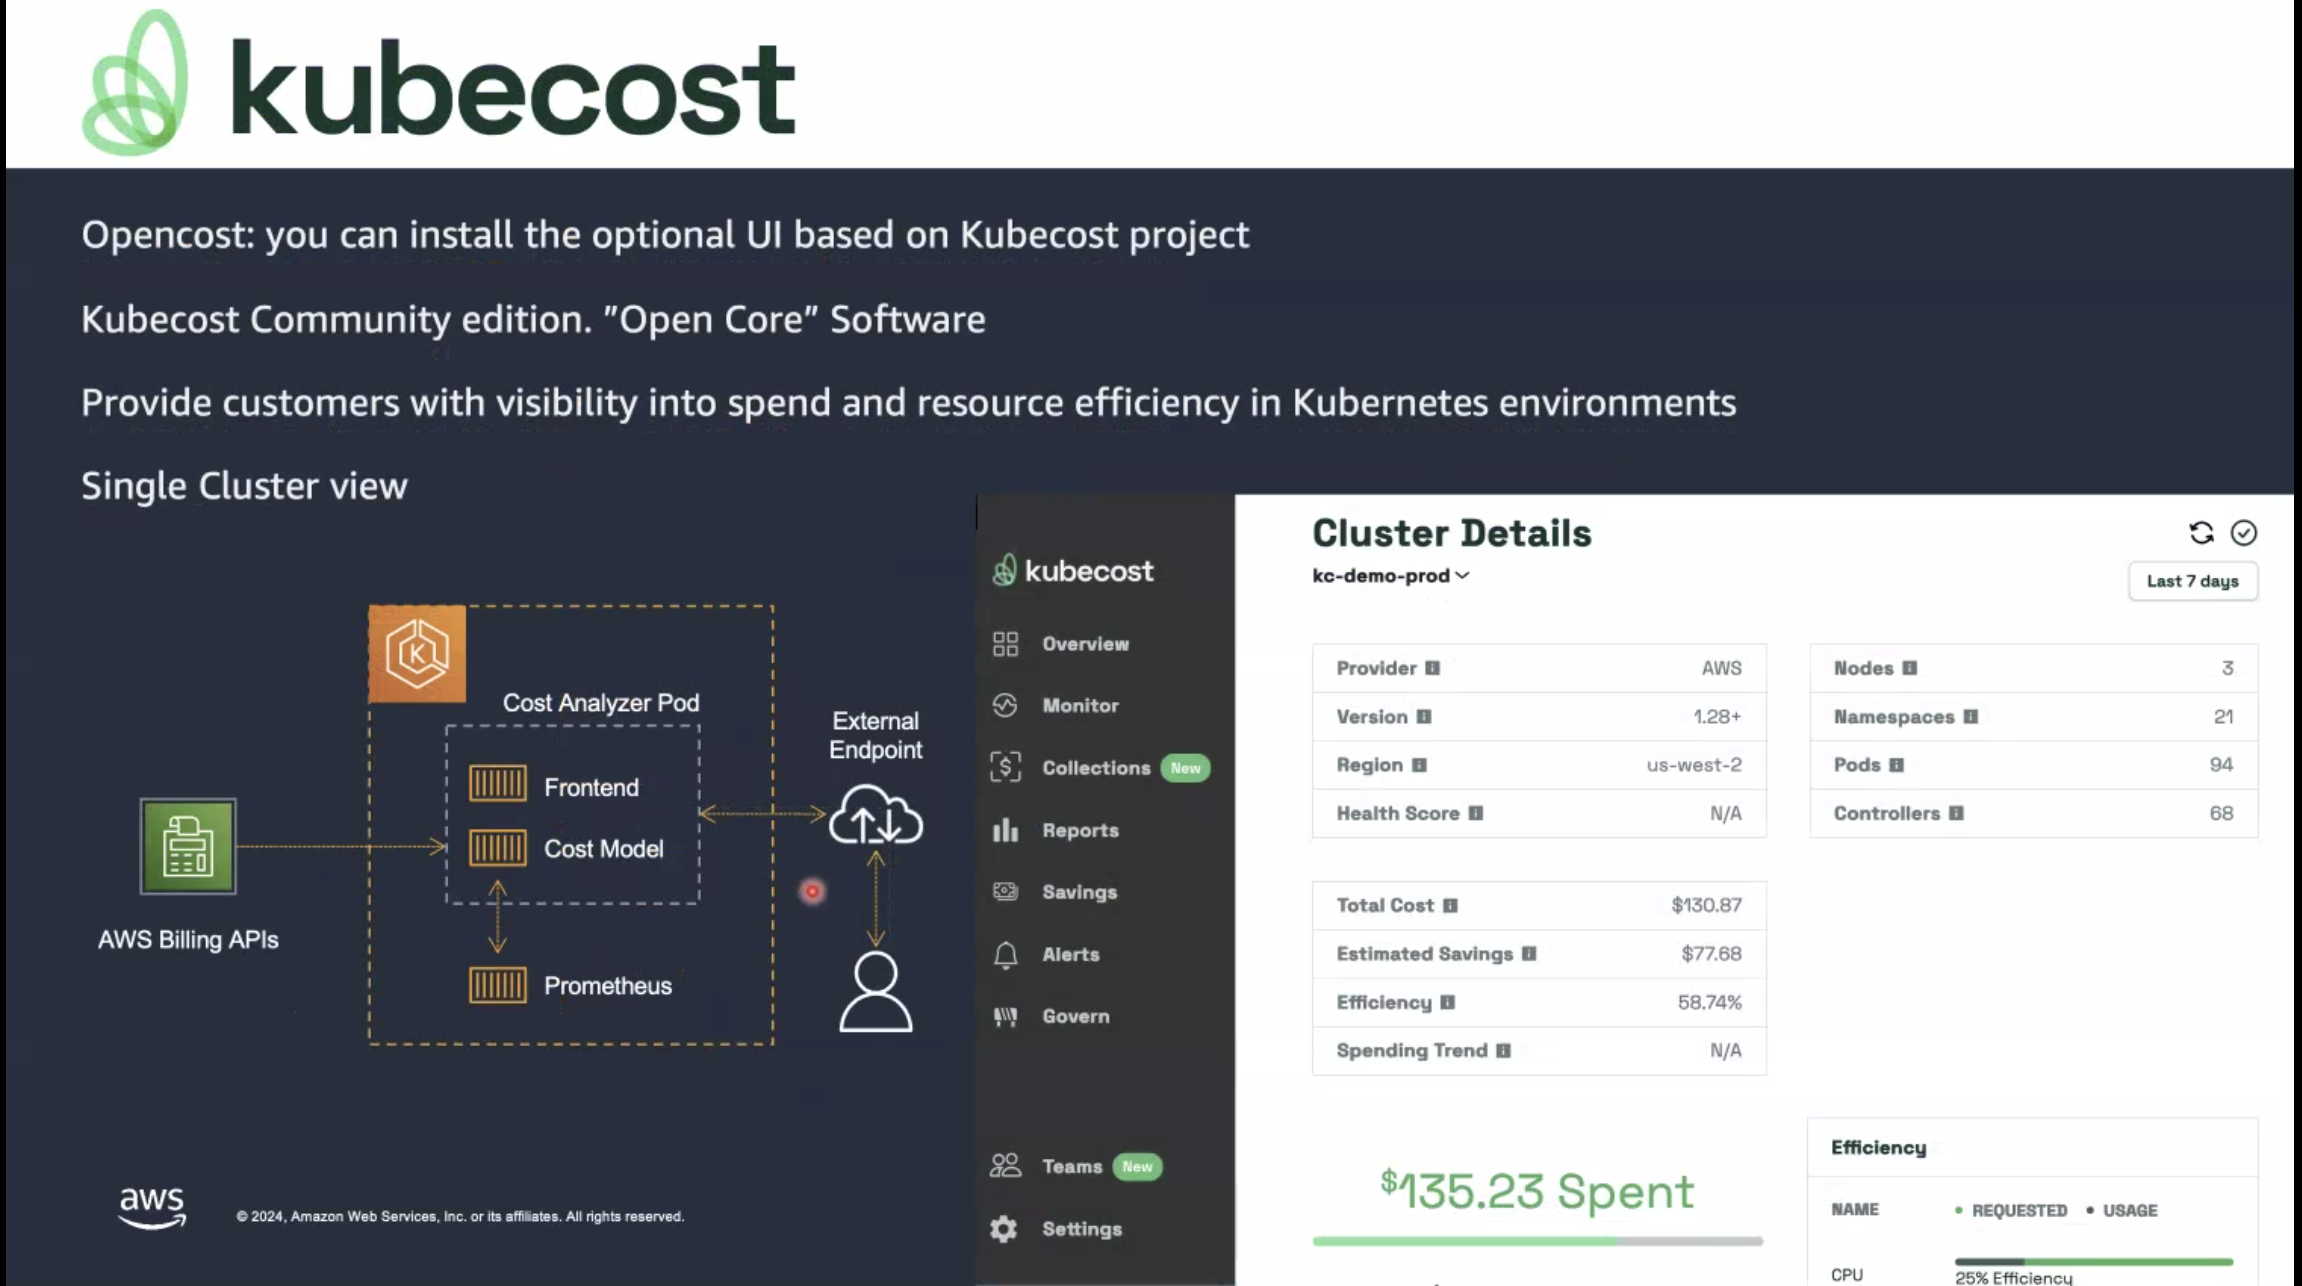 kubecost
Opencost: you can install the optional UI based on Kubecost project
Kubecost Community edition. ”Open Core” Software
Provide customers with visibility into spend and resource efficiency in Kubernetes environments
Single Cluster view
K
Cost Analyzer Pod
Frontend
Cost Model
Prometheus
AWS Billing APIs
External
Endpoint
aws
© 2024, Amazon Web Services, Inc. or its affiliates. All rights reserved.
kubecost
Overview
Monitor
Collections New
Reports
Savings
Alerts
Govern
Teams New
Settings
Cluster Details
kc-demo-prod
Last 7 days
Provider AWS
Version 1.28+
Region us-west-2
Health Score N/A
Nodes 3
Namespaces 21
Pods 94
Controllers 68
Total Cost $130.87
Estimated Savings $77.68
Efficiency 58.74%
Spending Trend N/A
$135.23 Spent
Efficiency
NAME • REQUESTED • USAGE
CPU
25% Efficiency